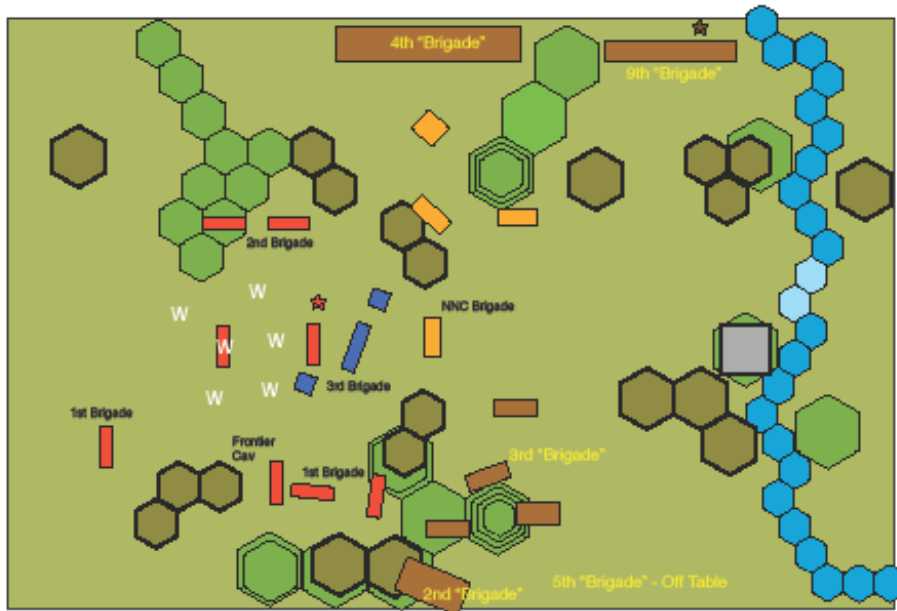 4th "Brigade"
9th "Brigade"
2nd Brigade
W
W
NNC Brigade
W
W
3rd Brigade
W
W
1st Brigade
Frontier
Cav
1st Brigade
3rd "Brigade"
5th "Brigade" - Off Table
2nd "Brigade"